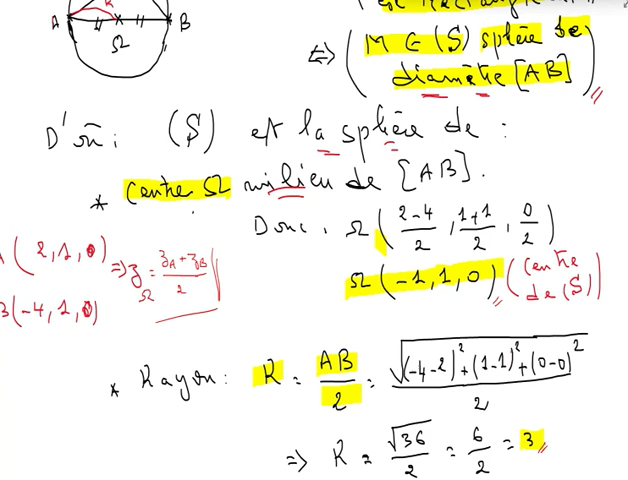 R
A B
Ω
⇔ ( M ∈ (S) sphère de
diamètre [AB] )
D'où : (S) est la sphère de :
* Centre Ω milieu de [AB].
Donc : Ω ( (2-4)/2 , (1+1)/2 , 0/2 )
Ω (-1, 1, 0) (centre de (S))
A ( 2, 1, 0 ) ⇒ z_Ω = (z_A + z_B)/2
B(-4, 1, 0)
* Rayon : R = AB/2 = √((-4-2)² + (1-1)² + (0-0)²)/2
⇒ R = √36/2 = 6/2 = 3